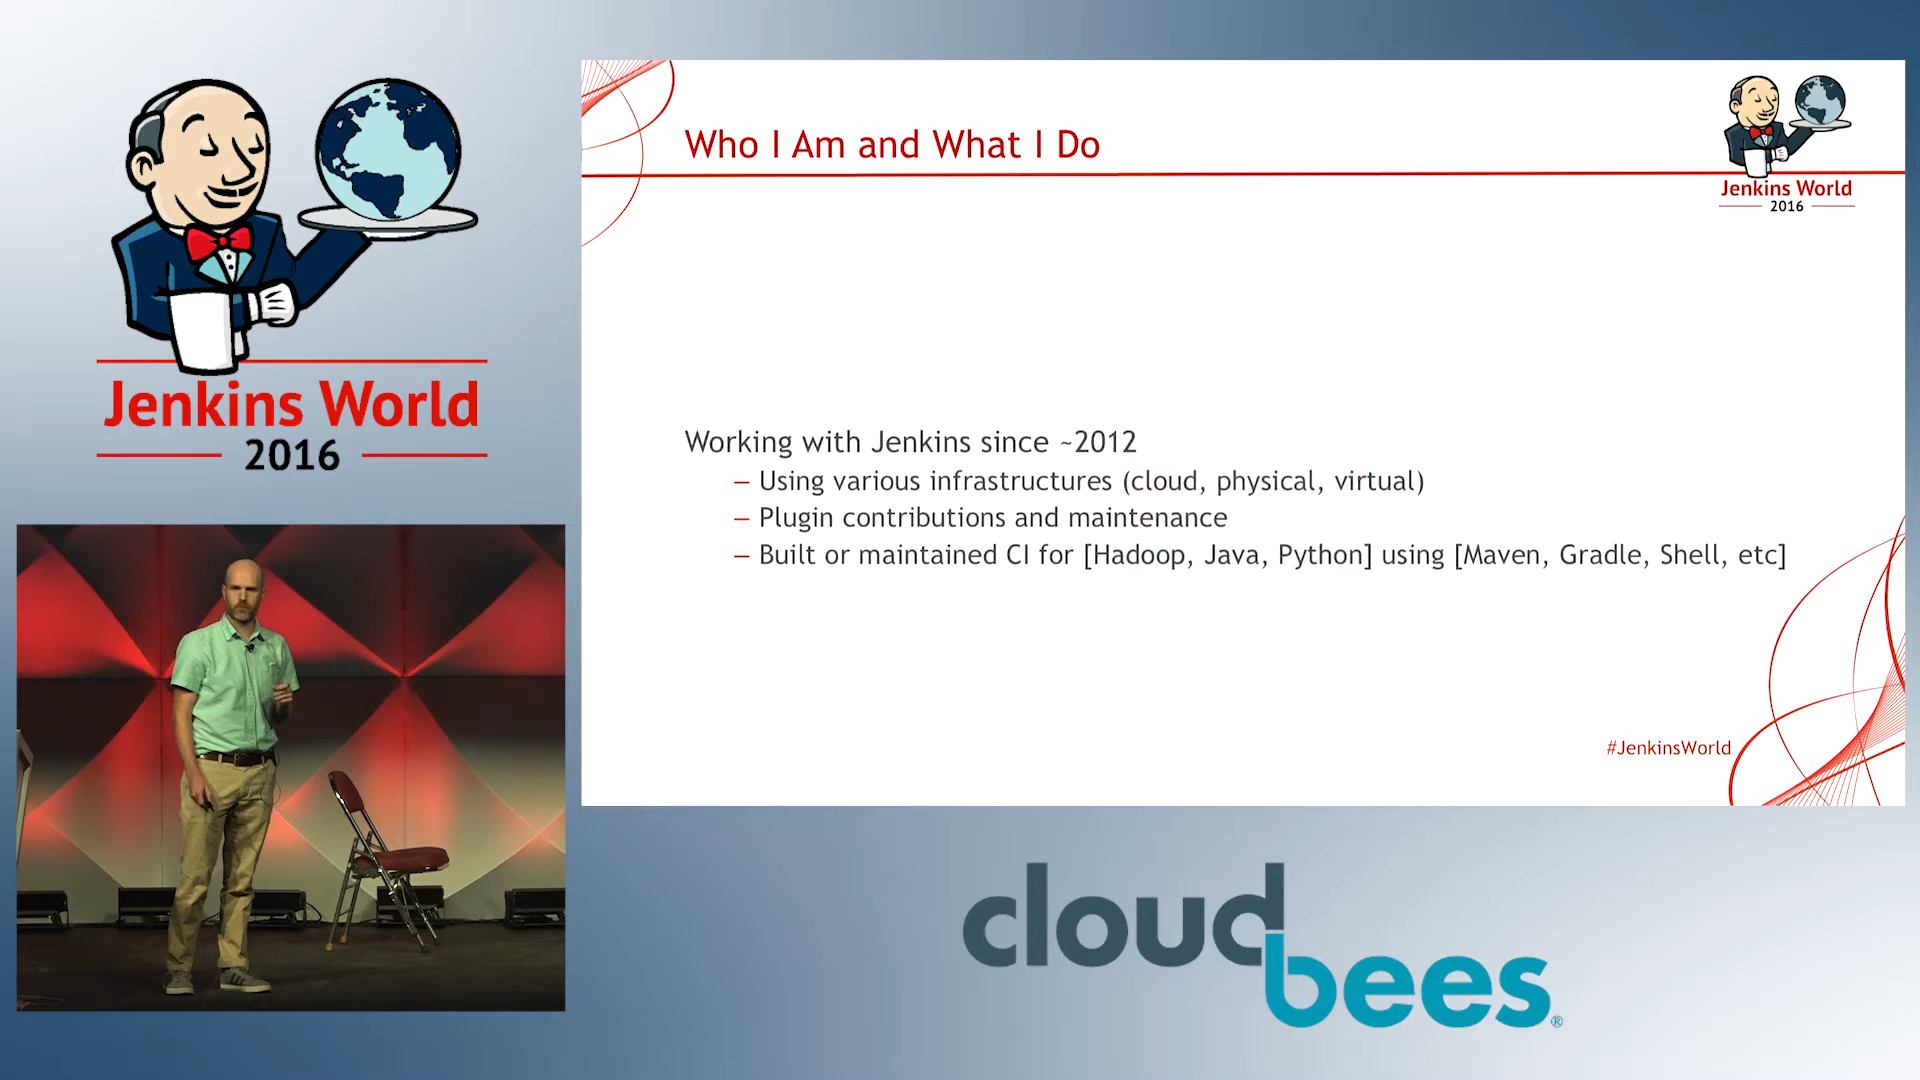 Jenkins World
2016
Who I Am and What I Do
Jenkins World
2016
Working with Jenkins since ~2012
– Using various infrastructures (cloud, physical, virtual)
– Plugin contributions and maintenance
– Built or maintained CI for [Hadoop, Java, Python] using [Maven, Gradle, Shell, etc]
#JenkinsWorld
cloud
bees®